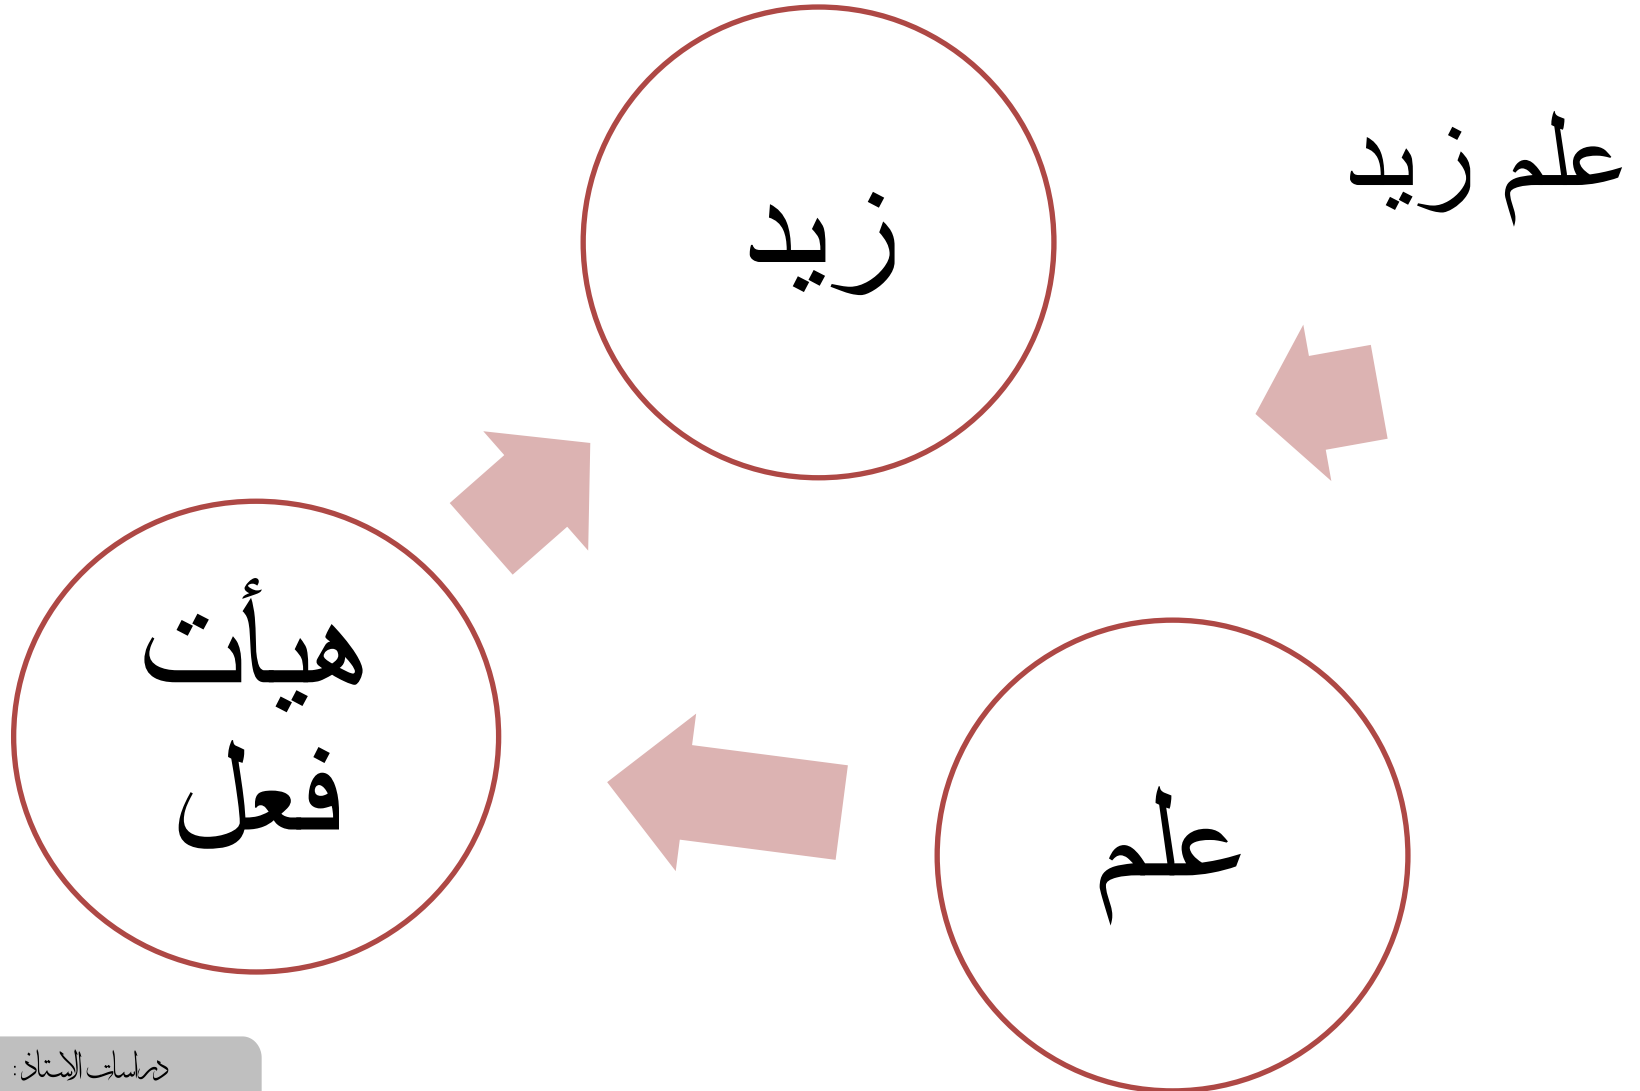 علم زيد
زيد
علم
هيأت
فعل
دراسات الاستاذ :